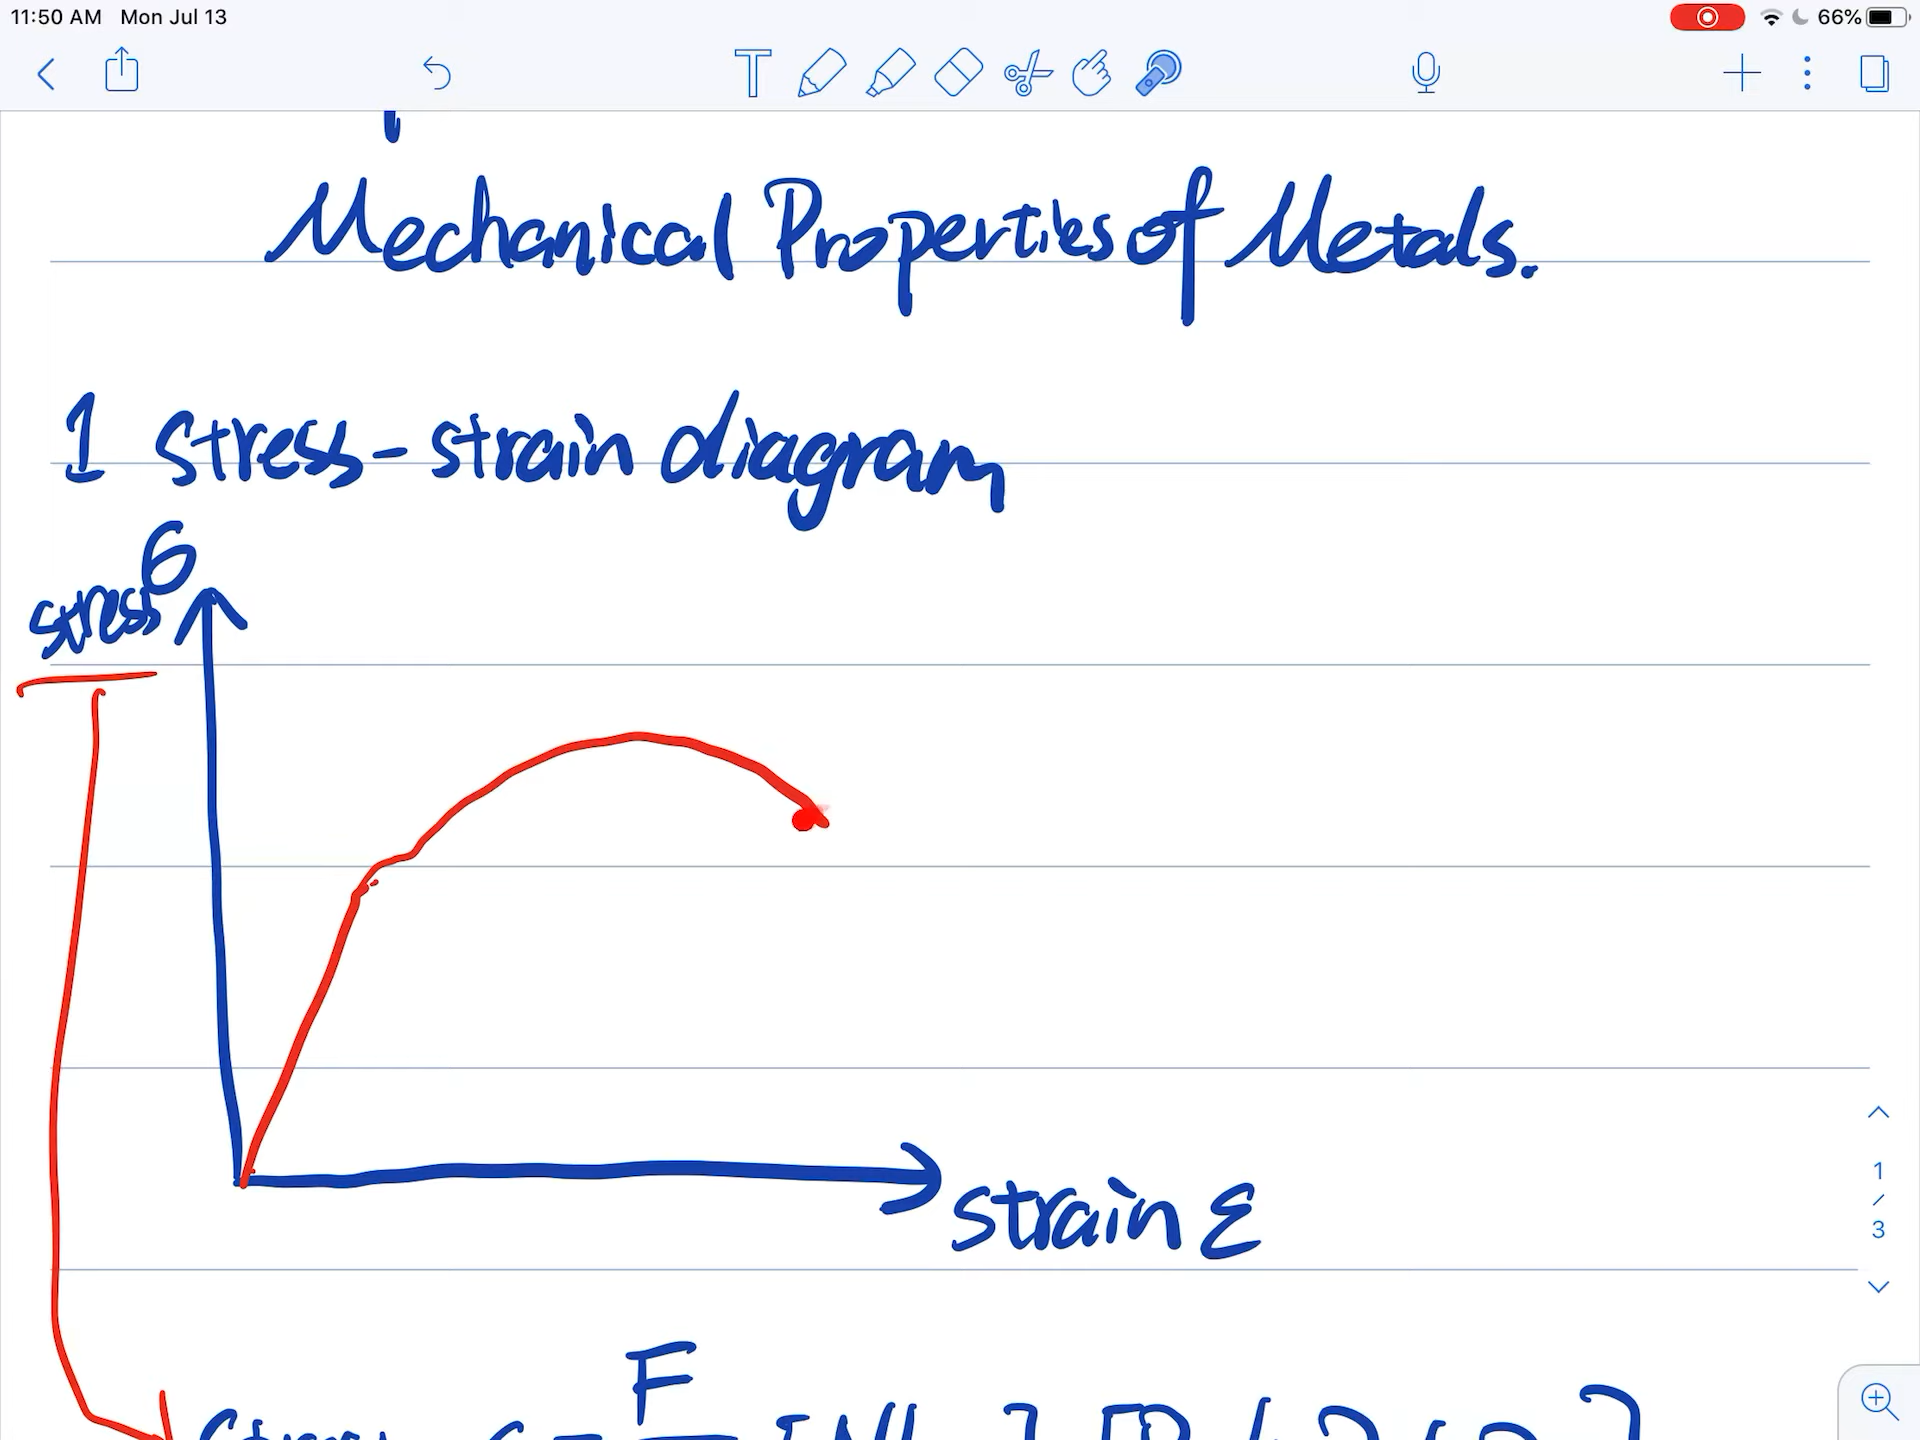 11:50 AM Mon Jul 13
66%
Mechanical Properties of Metals.
1 stress-strain diagram
σ
stress
strain ε
1
/
3
F